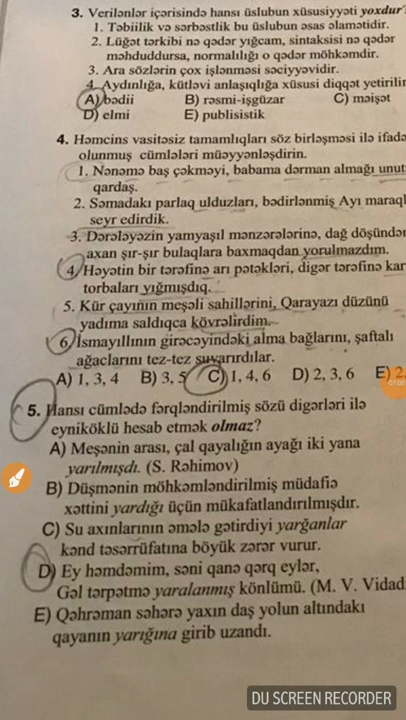 3. Verilənlər içərisində hansı üslubun xüsusiyyəti yoxdur
1. Təbiilik və sərbəstlik bu üslubun əsas əlamətidir.
2. Lüğət tərkibi nə qədər yığcam, sintaksisi nə qədər
məhduddursa, normalılığı o qədər möhkəmdir.
3. Ara sözlərin çox işlənməsi səciyyəvidir.
4. Aydınlığa, kütləvi anlaşıqlığa xüsusi diqqət yetirilir
A) bədii B) rəsmi-işgüzar C) məişət
D) elmi E) publisistik
4. Həmcins vasitəsiz tamamlıqları söz birləşməsi ilə ifadə
olunmuş cümlələri müəyyənləşdirin.
1. Nənəmə baş çəkməyi, babama dərman almağı unut
qardaş.
2. Səmadakı parlaq ulduzları, bədirlənmiş Ayı maraql
seyr edirdik.
3. Dərələyəzin yamyaşıl mənzərələrinə, dağ döşündən
axan şır-şır bulaqlara baxmaqdan yorulmazdım.
4. Həyətin bir tərəfinə arı pətəkləri, digər tərəfinə kar
torbaları yığmışdıq.
5. Kür çayının meşəli sahillərini, Qarayazı düzünü
yadıma saldıqca kövrəlirdim.
6. İsmayıllının girəcəyindəki alma bağlarını, şaftalı
ağaclarını tez-tez suvarırdılar.
A) 1, 3, 4 B) 3, 5 C) 1, 4, 6 D) 2, 3, 6 E) 2
5. Hansı cümlədə fərqləndirilmiş sözü digərləri ilə
eyniköklü hesab etmək olmaz?
A) Meşənin arası, çal qayalığın ayağı iki yana
yarılmışdı. (S. Rəhimov)
B) Düşmənin möhkəmləndirilmiş müdafiə
xəttini yardığı üçün mükafatlandırılmışdır.
C) Su axınlarının əmələ gətirdiyi yarğanlar
kənd təsərrüfatına böyük zərər vurur.
D) Ey həmdəmim, səni qanə qərq eylər,
Gəl tərpətmə yaralanmış könlümü. (M. V. Vidad
E) Qəhrəman səhərə yaxın daş yolun altındakı
qayanın yarığına girib uzandı.
DU SCREEN RECORDER